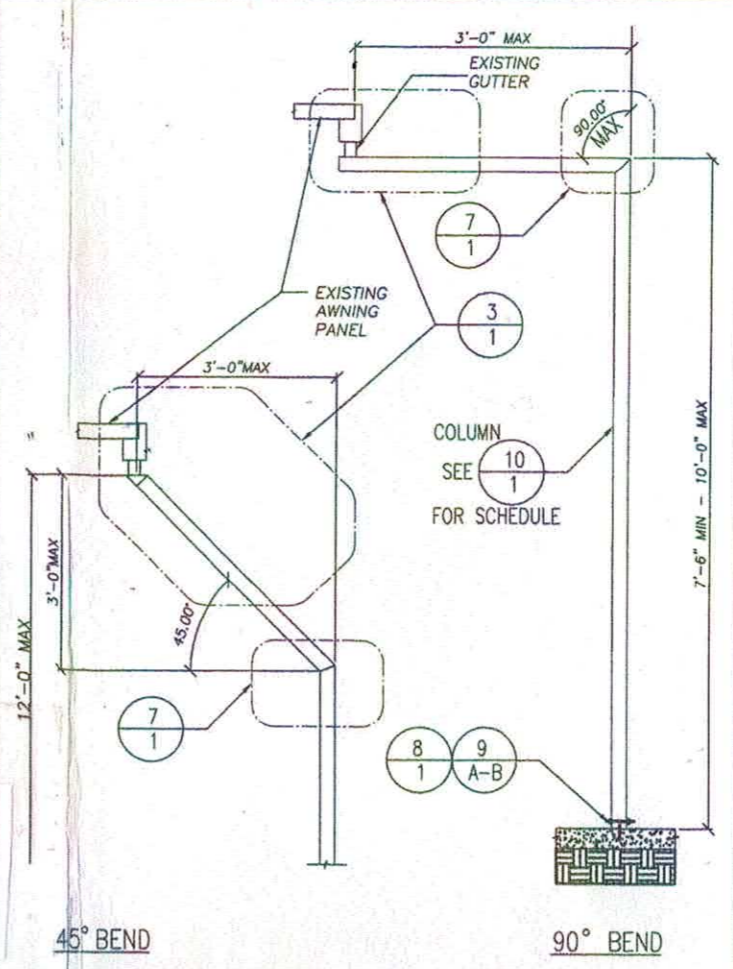 3'-0" MAX
EXISTING
GUTTER
90.00°
MAX
7
1
EXISTING
AWNING
PANEL
3
1
3'-0"MAX
COLUMN
SEE 10
1
FOR SCHEDULE
7'-6" MIN - 10'-0" MAX
3'-0"MAX
12'-0" MAX
45.00°
7
1
8 9
1 A-B
45° BEND
90° BEND